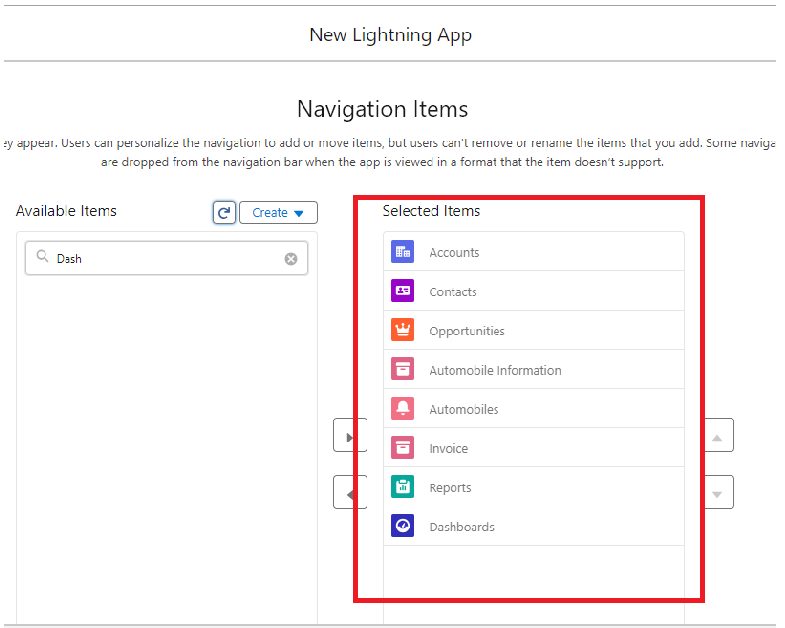 New Lightning App
Navigation Items
ey appear. Users can personalize the navigation to add or move items, but users can't remove or rename the items that you add. Some naviga
are dropped from the navigation bar when the app is viewed in a format that the item doesn't support.
Available Items
Create
Selected Items
Dash
Accounts
Contacts
Opportunities
Automobile Information
Automobiles
Invoice
Reports
Dashboards